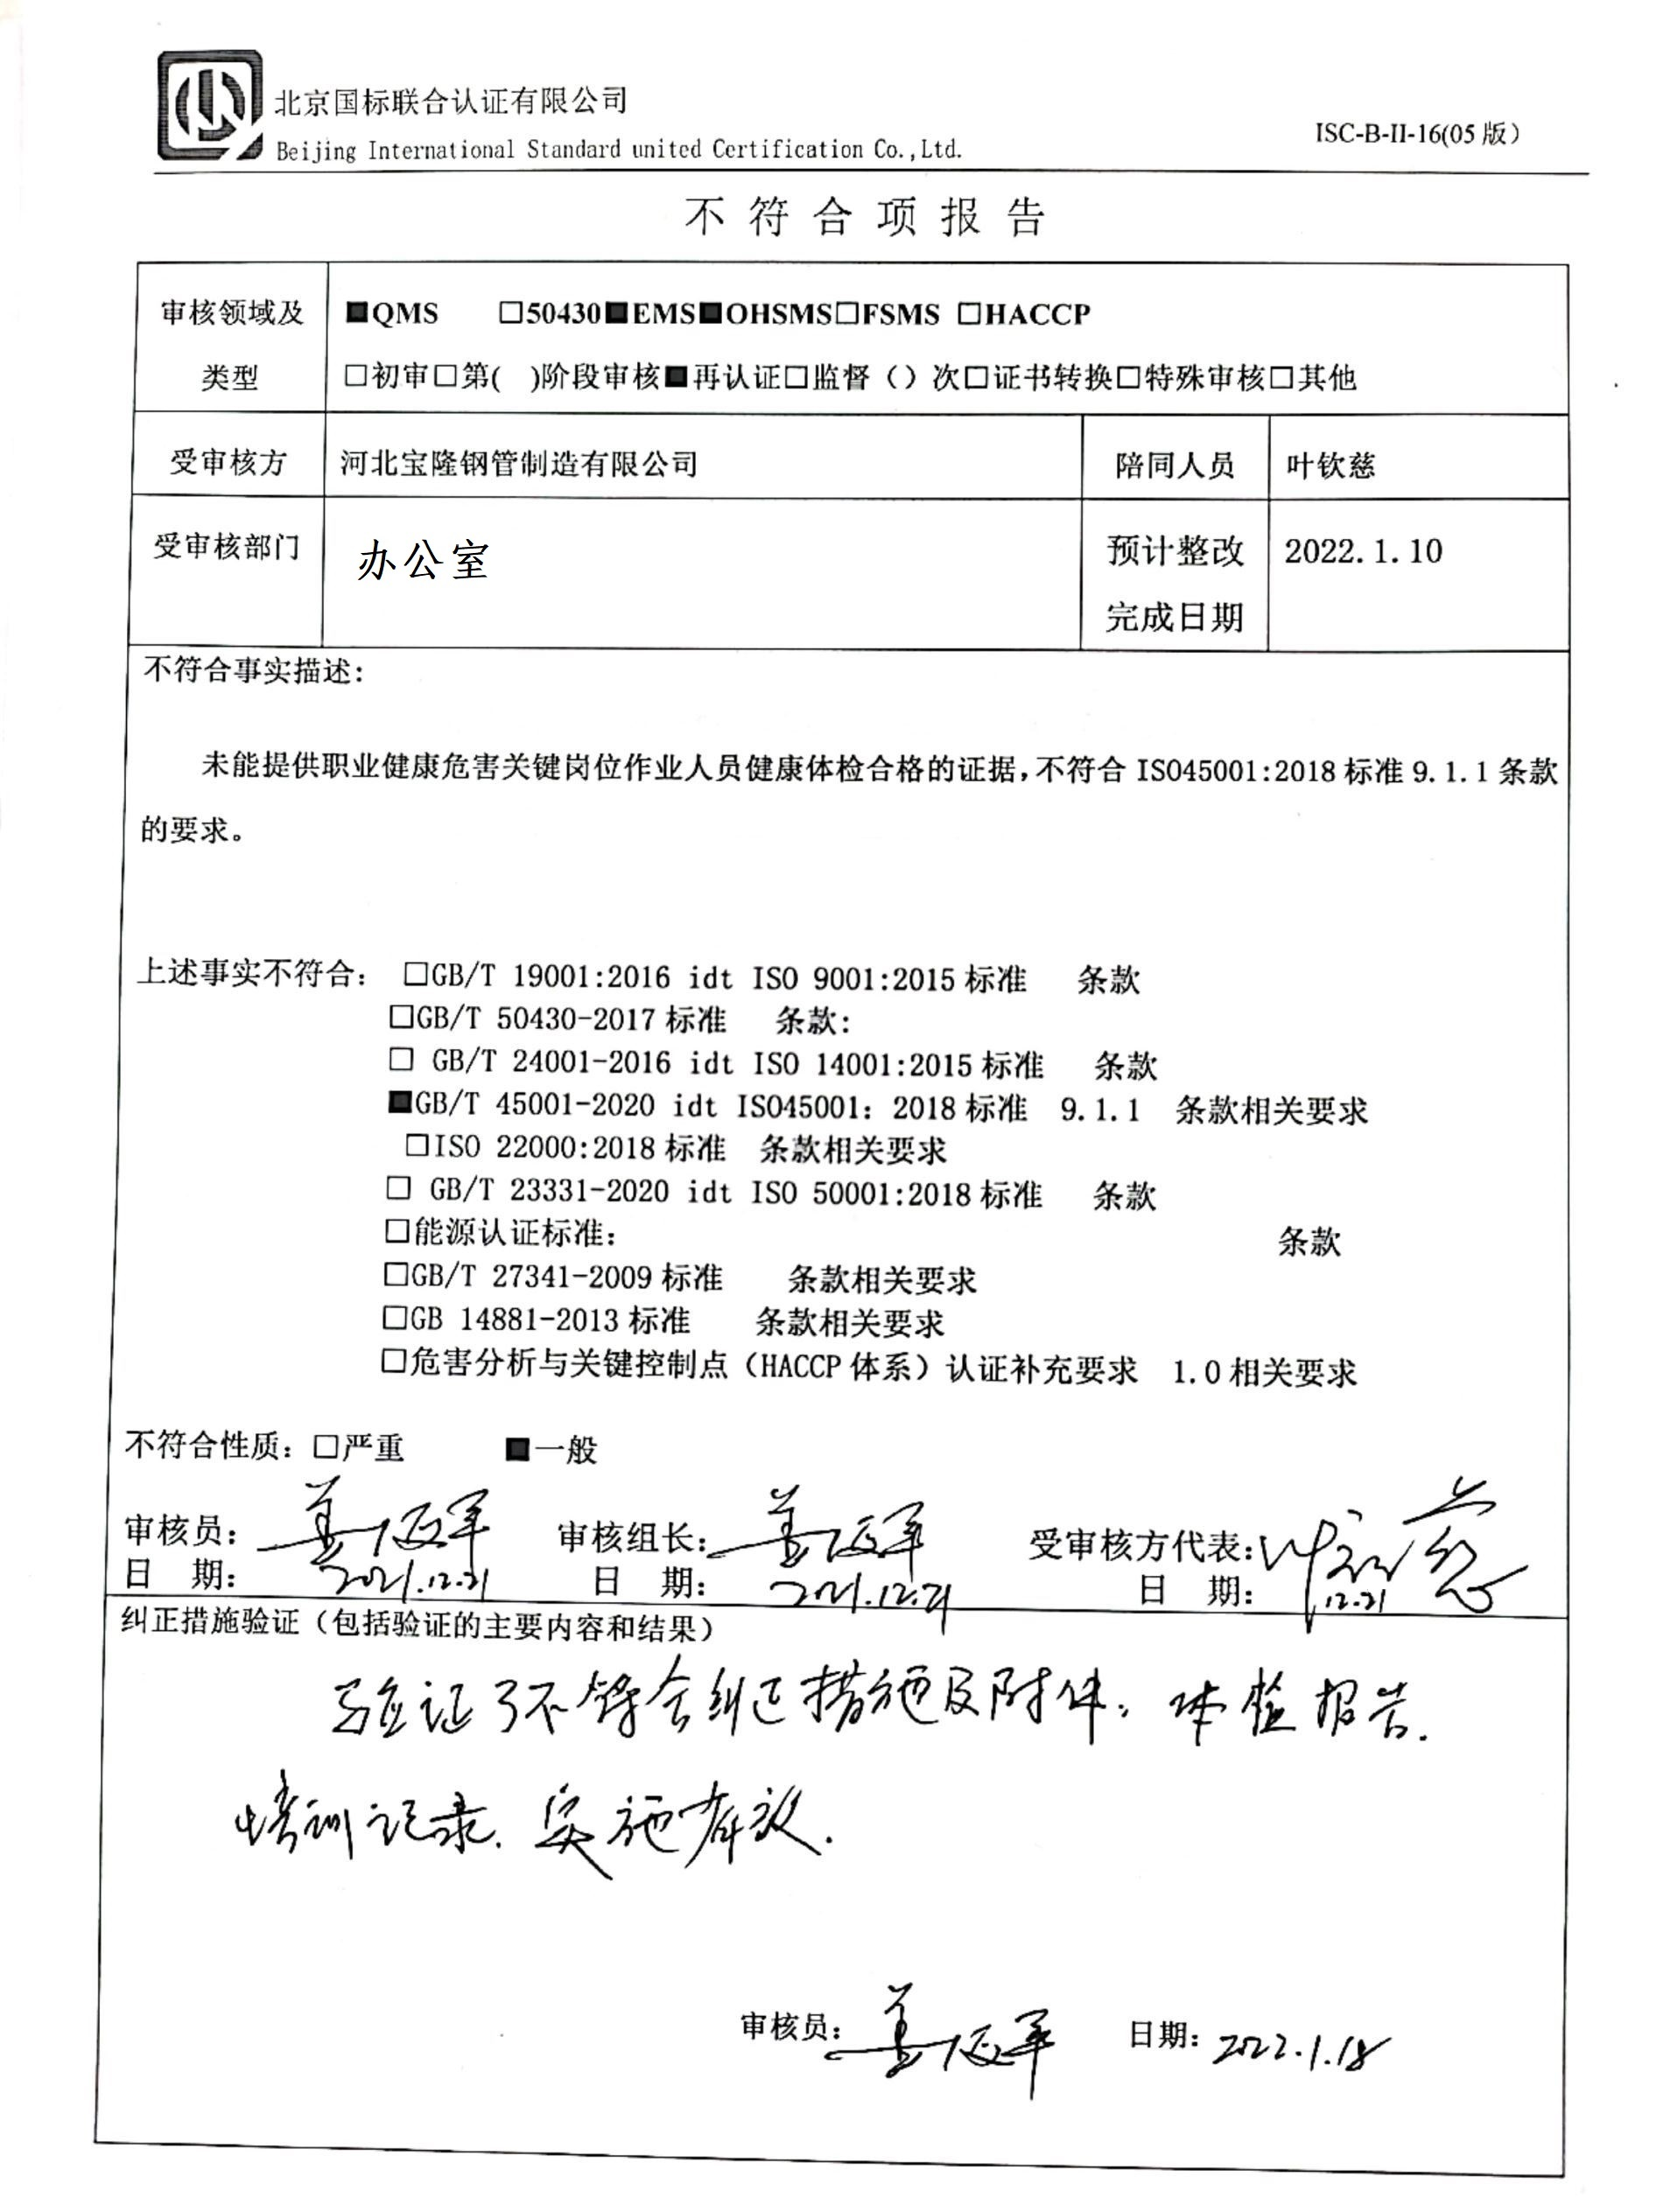 北京国标联合认证有限公司
Beijing International Standard united Certification Co.,Ltd.
ISC-B-II-16(05版)
不符合项报告
审核领域及类型
■QMS □50430■EMS■OHSMS□FSMS □HACCP
□初审□第( )阶段审核■再认证□监督()次□证书转换□特殊审核□其他
受审核方 河北宝隆钢管制造有限公司 陪同人员 叶钦慈
受审核部门 办公室 预计整改完成日期 2022.1.10
不符合事实描述:
未能提供职业健康危害关键岗位作业人员健康体检合格的证据,不符合 ISO45001:2018 标准 9.1.1 条款
的要求。
上述事实不符合: □GB/T 19001:2016 idt ISO 9001:2015 标准 条款
□GB/T 50430-2017 标准 条款:
□ GB/T 24001-2016 idt ISO 14001:2015 标准 条款
■GB/T 45001-2020 idt ISO45001: 2018 标准 9.1.1 条款相关要求
□ISO 22000:2018 标准 条款相关要求
□ GB/T 23331-2020 idt ISO 50001:2018 标准 条款
□能源认证标准: 条款
□GB/T 27341-2009 标准 条款相关要求
□GB 14881-2013 标准 条款相关要求
□危害分析与关键控制点(HACCP 体系)认证补充要求 1.0 相关要求
不符合性质: □严重 ■一般
审核员: 审核组长: 受审核方代表: 叶钦慈
日 期: 2021.12.21 日 期: 2021.12.21 日 期: 12.21
纠正措施验证(包括验证的主要内容和结果)
验证了不符合纠正措施及附件:体检报告.
培训记录.实施有效.
审核员: 日期: 2022.1.18